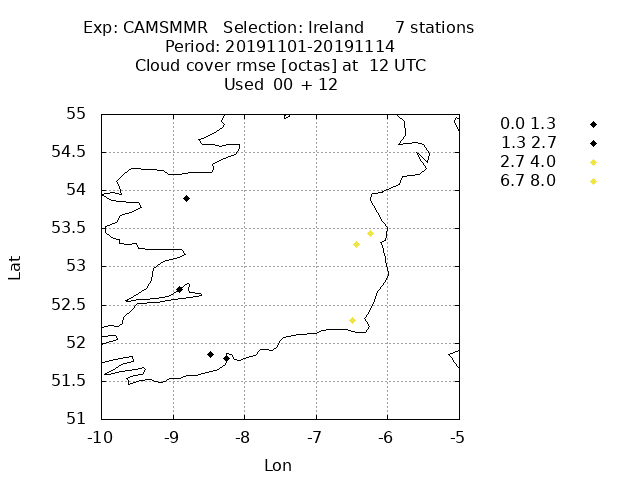 Exp: CAMSMMR   Selection: Ireland      7 stations
Period: 20191101-20191114
Cloud cover rmse [octas] at  12 UTC
Used  00  + 12
0.0 1.3
1.3 2.7
2.7 4.0
6.7 8.0
Lat
55
54.5
54
53.5
53
52.5
52
51.5
51
-10 -9 -8 -7 -6 -5
Lon